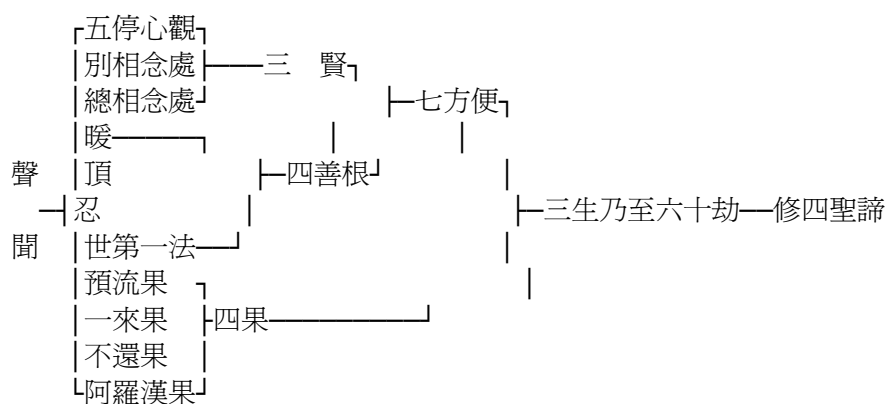 五停心觀
別相念處 三 賢
總相念處 七方便
暖
聲 頂 四善根
忍 三生乃至六十劫 修四聖諦
聞 世第一法
預流果
一來果 四果
不還果
阿羅漢果